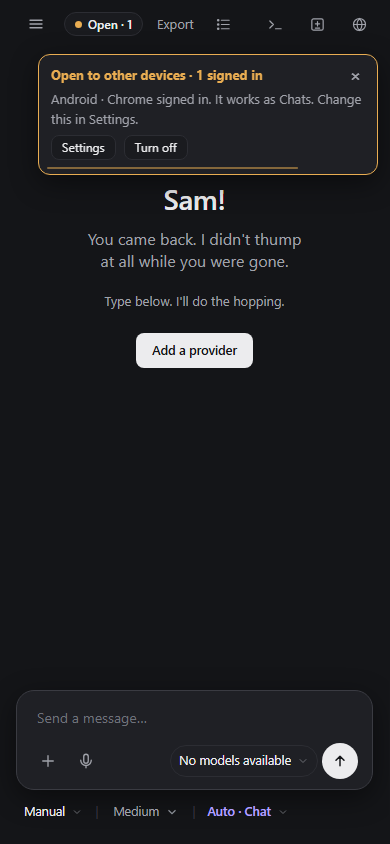 Open · 1
Export
Open to other devices · 1 signed in
Android · Chrome signed in. It works as Chats. Change
this in Settings.
Settings
Turn off
Sam!
You came back. I didn't thump
at all while you were gone.
Type below. I'll do the hopping.
Add a provider
Send a message...
No models available
Manual
Medium
Auto · Chat